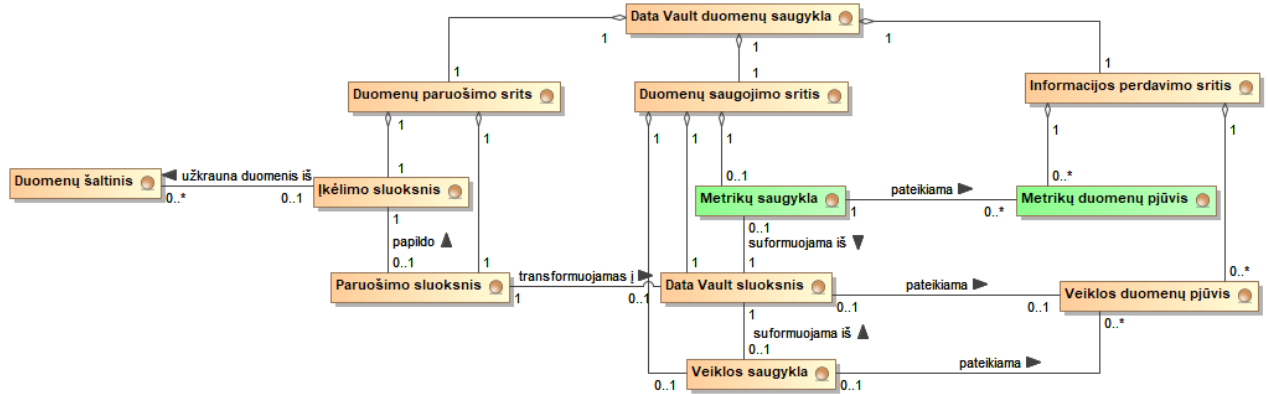 Data Vault duomenų saugykla
1
1
1
1
1
1
Duomenų paruošimo srits
Duomenų saugojimo sritis
Informacijos perdavimo sritis
1
1
1
1
1
1
1
1
0..1
0..*
Duomenų šaltinis
užkrauna duomenis iš
0..*
0..1
Įkėlimo sluoksnis
Metrikų saugykla
pateikiama
1
0..*
Metrikų duomenų pjūvis
1
papildo
0..1
1
0..1
suformuojama iš
1
1
0..*
Paruošimo sluoksnis
transformuojamas į
1
0..1
Data Vault sluoksnis
pateikiama
0..1
0..1
Veiklos duomenų pjūvis
1
suformuojama iš
0..1
0..*
Veiklos saugykla
0..1
0..1
pateikiama